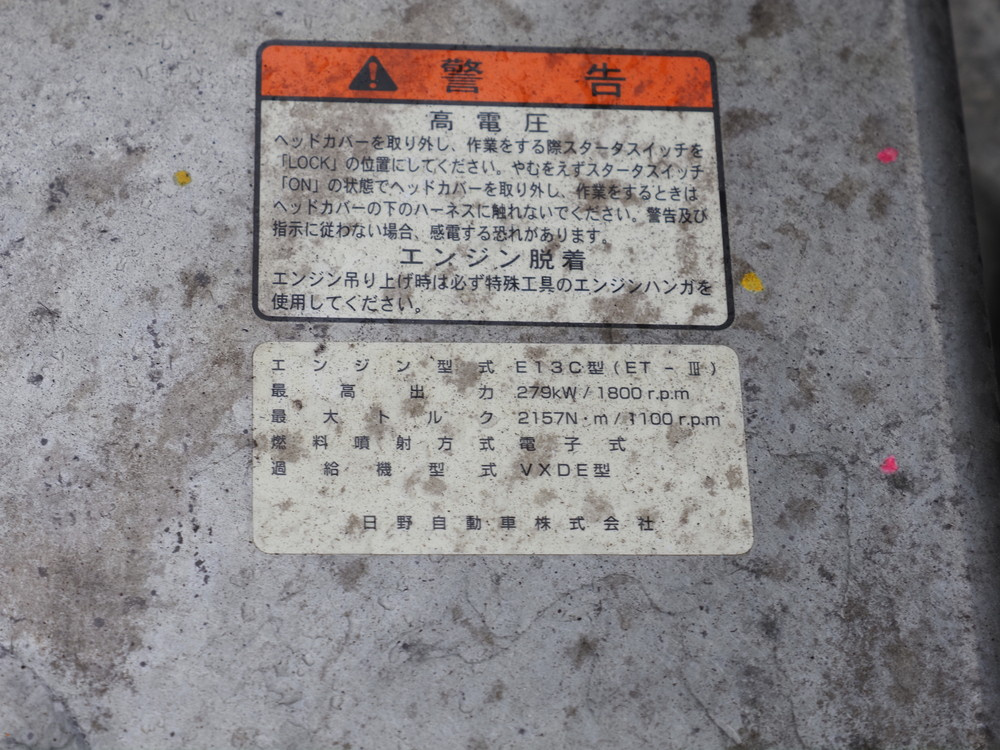 警告
高電圧
ヘッドカバーを取り外し、作業をする際スタータスイッチを
「LOCK」の位置にしてください。やむをえずスタータスイッチ
「ON」の状態でヘッドカバーを取り外し、作業をするときは
ヘッドカバーの下のハーネスに触れないでください。警告及び
指示に従わない場合、感電する恐れがあります。
エンジン脱着
エンジン吊り上げ時は必ず特殊工具のエンジンハンガを
使用してください。
エンジン型式 E13C型(ET-Ⅲ)
最高出力 279kW/1800r.p.m
最大トルク 2157N・m/1100r.p.m
燃料噴射方式 電子式
過給機型式 VXDE型
日野自動車株式会社